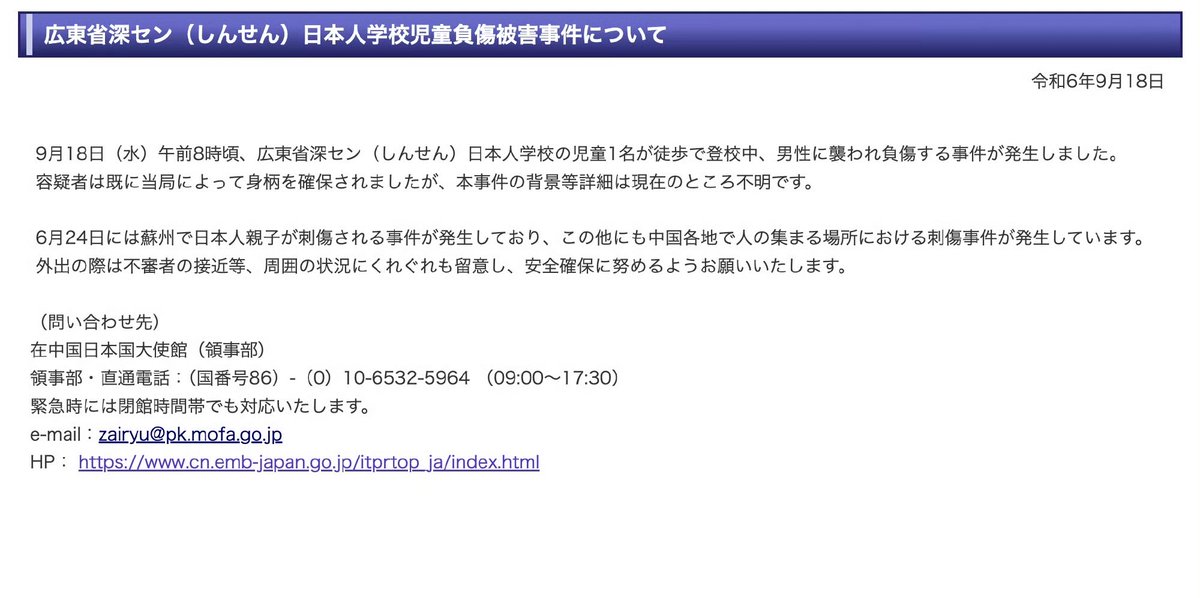 広東省深セン（しんせん）日本人学校児童負傷被害事件について
令和6年9月18日
9月18日（水）午前8時頃、広東省深セン（しんせん）日本人学校の児童1名が徒歩で登校中、男性に襲われ負傷する事件が発生しました。
容疑者は既に当局によって身柄を確保されましたが、本事件の背景等詳細は現在のところ不明です。
6月24日には蘇州で日本人親子が刺傷される事件が発生しており、この他にも中国各地で人の集まる場所における刺傷事件が発生しています。
外出の際は不審者の接近等、周囲の状況にくれぐれも留意し、安全確保に努めるようお願いいたします。
（問い合わせ先）
在中国日本国大使館（領事部）
領事部・直通電話：（国番号86）-（0）10-6532-5964 （09:00～17:30）
緊急時には閉館時間帯でも対応いたします。
e-mail：zairyu@pk.mofa.go.jp
HP： https://www.cn.emb-japan.go.jp/itprtop_ja/index.html